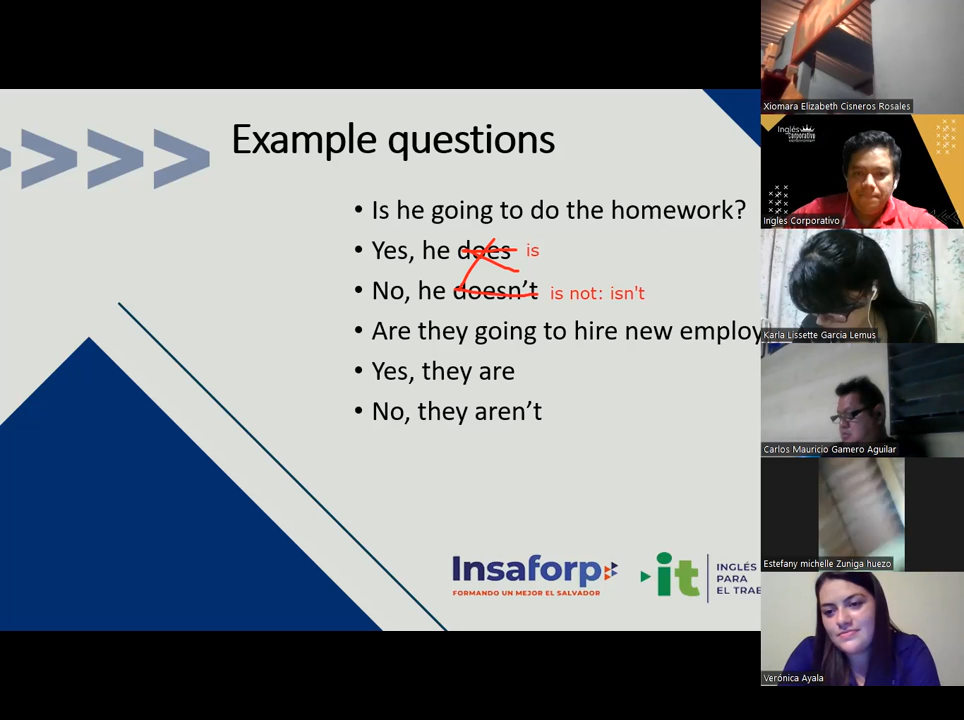 Example questions
• Is he going to do the homework?
• Yes, he does is
• No, he doesn't is not: isn't
• Are they going to hire new employ
• Yes, they are
• No, they aren't
Insaforp
FORMANDO UN MEJOR EL SALVADOR
it
INGLÉS
PARA
EL TRAB
Xiomara Elizabeth Cisneros Rosales
Inglés
Corporativo
Ingles Corporativo
Karla Lissette Garcia Lemus
Carlos Mauricio Gamero Aguilar
Estefany michelle Zuniga huezo
Verónica Ayala